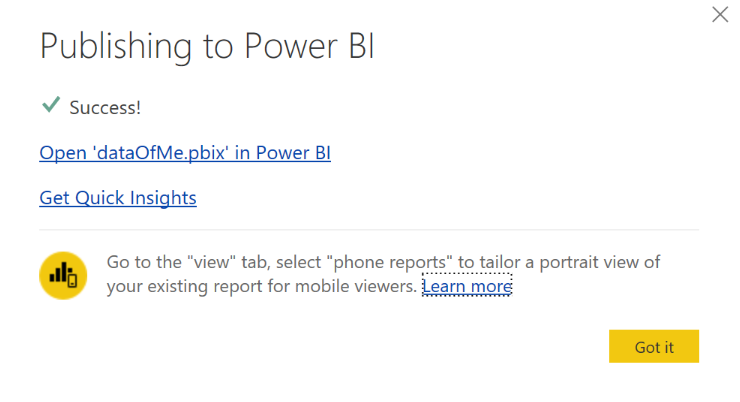 Publishing to Power BI
Success!
Open 'dataOfMe.pbix' in Power BI
Get Quick Insights
Go to the "view" tab, select "phone reports" to tailor a portrait view of
your existing report for mobile viewers. Learn more
Got it